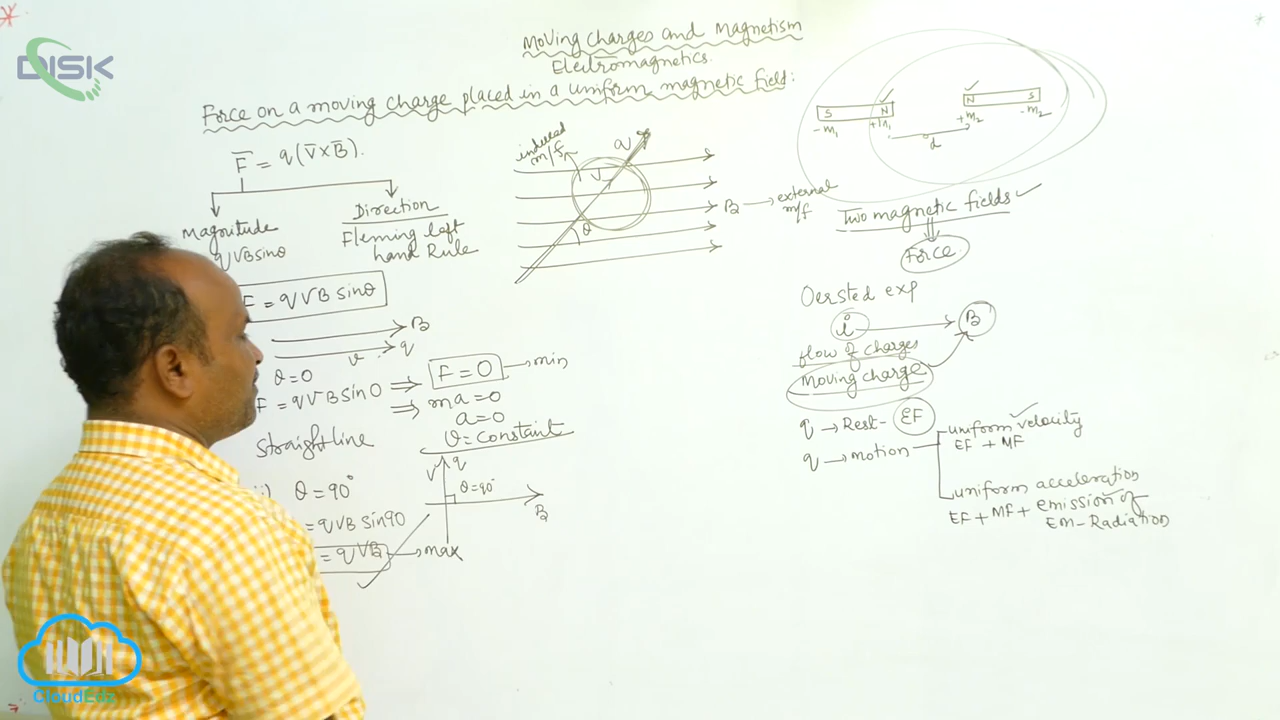 DISK
Moving charges and Magnetism
Electromagnetics.
Force on a moving charge placed in a uniform magnetic field:
F = q(V×B).
Magnitude
qVBsinθ
Direction
Fleming left
hand Rule
F = qVB sinθ
B
v q
θ=0
F = qVB sin0 ⇒ F = 0 → min
⇒ ma=0
a=0
Straight line
v=constant
θ = 90°
= qVB sin90
= qVB → max
V q
θ=90°
B
induced
m/f
q
V
θ
B → external
m/f
S N
N S
-m1 +m1
+m2 -m2
d
Two magnetic fields
Force
Oersted exp
i → B
flow of charges
Moving charge
q → Rest- EF
q → motion
uniform velocity
EF + MF
uniform acceleration
EF + MF + emission of
EM-Radiation
CloudEdz